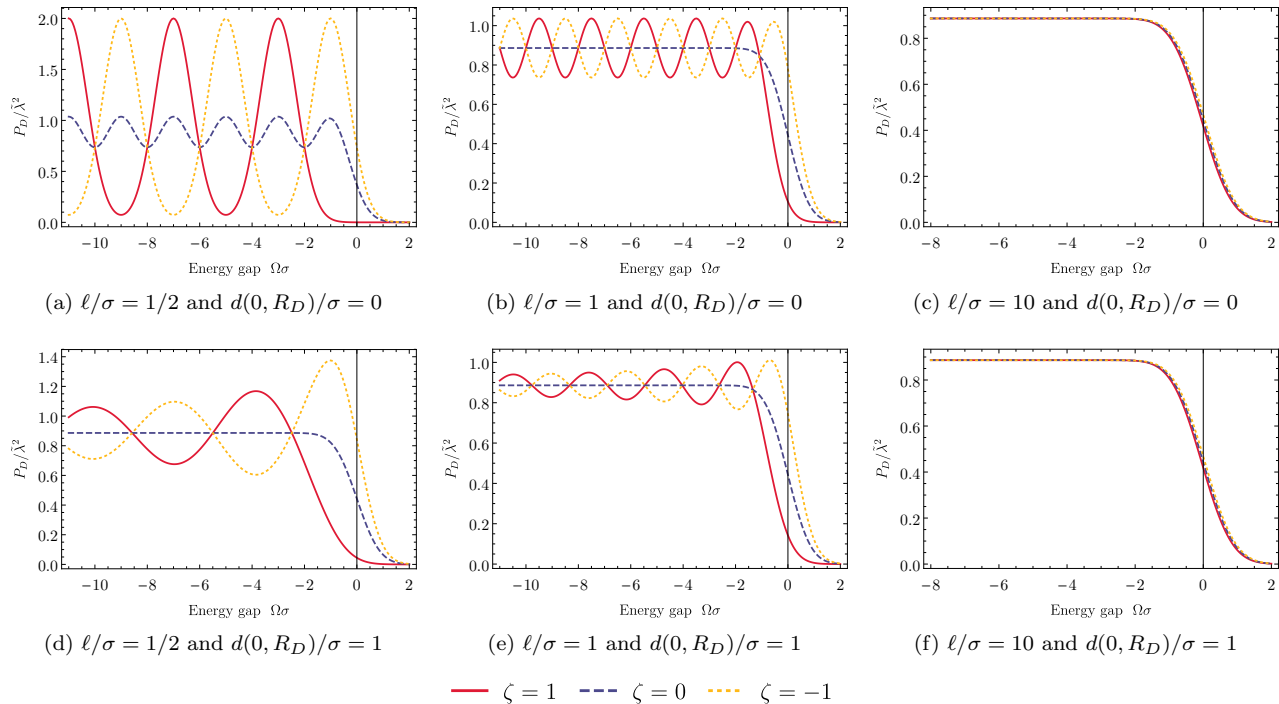 2.0
1.5
1.0
0.5
0.0
P_D/λ̃²
−10 −8 −6 −4 −2 0 2
Energy gap Ωσ
(a) ℓ/σ = 1/2 and d(0, R_D)/σ = 0
1.0
0.8
0.6
0.4
0.2
0.0
P_D/λ̃²
−10 −8 −6 −4 −2 0 2
Energy gap Ωσ
(b) ℓ/σ = 1 and d(0, R_D)/σ = 0
0.8
0.6
0.4
0.2
0.0
P_D/λ̃²
−8 −6 −4 −2 0 2
Energy gap Ωσ
(c) ℓ/σ = 10 and d(0, R_D)/σ = 0
1.4
1.2
1.0
0.8
0.6
0.4
0.2
0.0
P_D/λ̃²
−10 −8 −6 −4 −2 0 2
Energy gap Ωσ
(d) ℓ/σ = 1/2 and d(0, R_D)/σ = 1
1.0
0.8
0.6
0.4
0.2
0.0
P_D/λ̃²
−10 −8 −6 −4 −2 0 2
Energy gap Ωσ
(e) ℓ/σ = 1 and d(0, R_D)/σ = 1
0.8
0.6
0.4
0.2
0.0
P_D/λ̃²
−8 −6 −4 −2 0 2
Energy gap Ωσ
(f) ℓ/σ = 10 and d(0, R_D)/σ = 1
ζ = 1 ζ = 0 ζ = −1